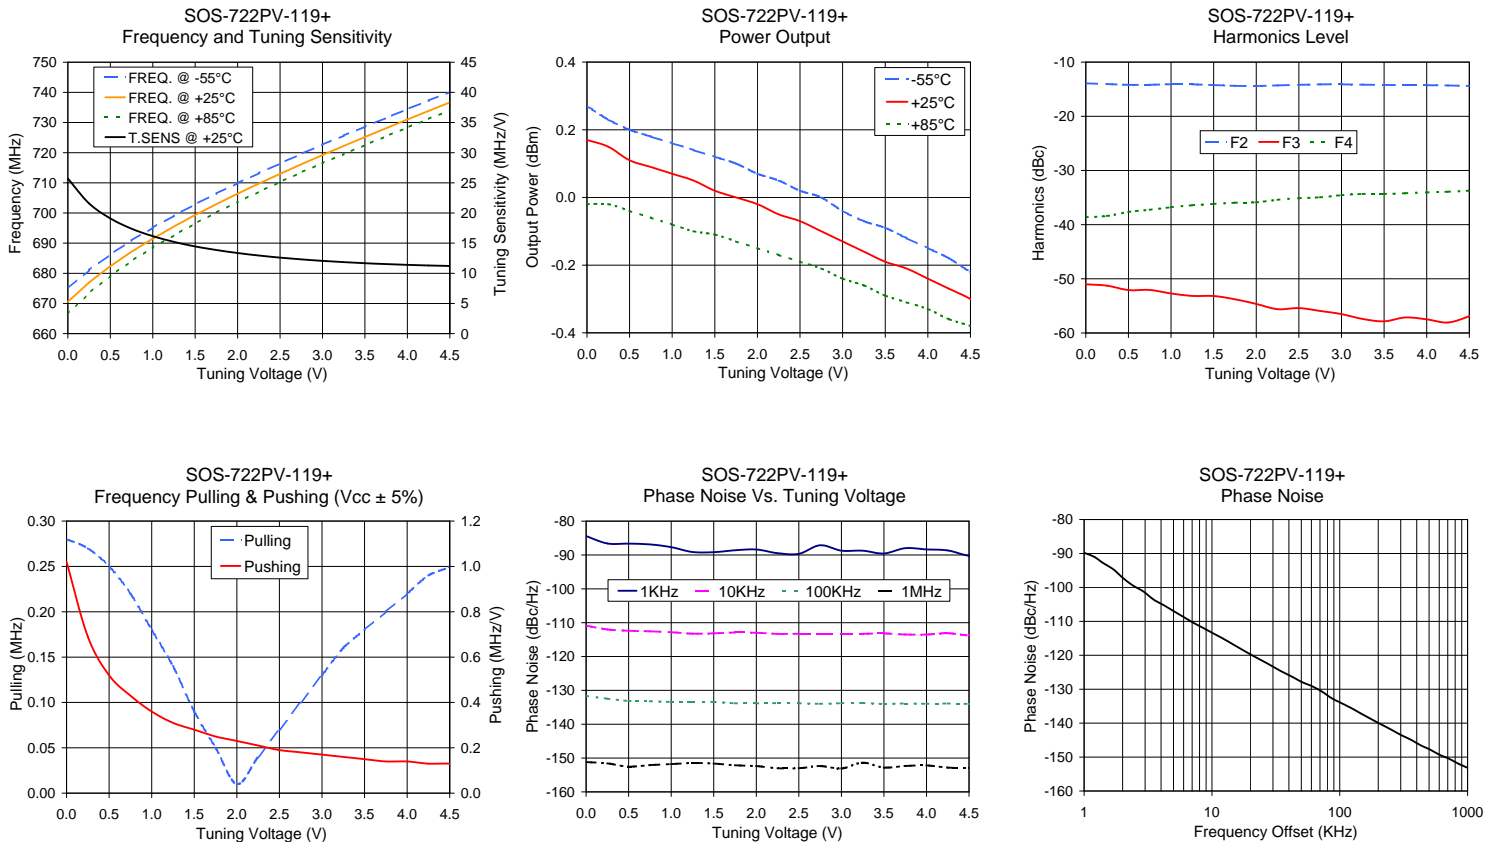 SOS-722PV-119+
Frequency and Tuning Sensitivity
750
740
730
720
710
700
690
680
670
660
Frequency (MHz)
FREQ. @ -55°C
FREQ. @ +25°C
FREQ. @ +85°C
T.SENS @ +25°C
45
40
35
30
25
20
15
10
5
0
Tuning Sensitivity (MHz/V)
0.0 0.5 1.0 1.5 2.0 2.5 3.0 3.5 4.0 4.5
Tuning Voltage (V)
SOS-722PV-119+
Power Output
0.4
0.2
0.0
-0.2
-0.4
Output Power (dBm)
-55°C
+25°C
+85°C
0.0 0.5 1.0 1.5 2.0 2.5 3.0 3.5 4.0 4.5
Tuning Voltage (V)
SOS-722PV-119+
Harmonics Level
-10
-20
-30
-40
-50
-60
Harmonics (dBc)
F2 F3 F4
0.0 0.5 1.0 1.5 2.0 2.5 3.0 3.5 4.0 4.5
Tuning Voltage (V)
SOS-722PV-119+
Frequency Pulling & Pushing (Vcc ± 5%)
0.30
0.25
0.20
0.15
0.10
0.05
0.00
Pulling (MHz)
Pulling
Pushing
1.2
1.0
0.8
0.6
0.4
0.2
0.0
Pushing (MHz/V)
0.0 0.5 1.0 1.5 2.0 2.5 3.0 3.5 4.0 4.5
Tuning Voltage (V)
SOS-722PV-119+
Phase Noise Vs. Tuning Voltage
-80
-90
-100
-110
-120
-130
-140
-150
-160
Phase Noise (dBc/Hz)
1KHz 10KHz 100KHz 1MHz
0.0 0.5 1.0 1.5 2.0 2.5 3.0 3.5 4.0 4.5
Tuning Voltage (V)
SOS-722PV-119+
Phase Noise
-80
-90
-100
-110
-120
-130
-140
-150
-160
Phase Noise (dBc/Hz)
1 10 100 1000
Frequency Offset (KHz)